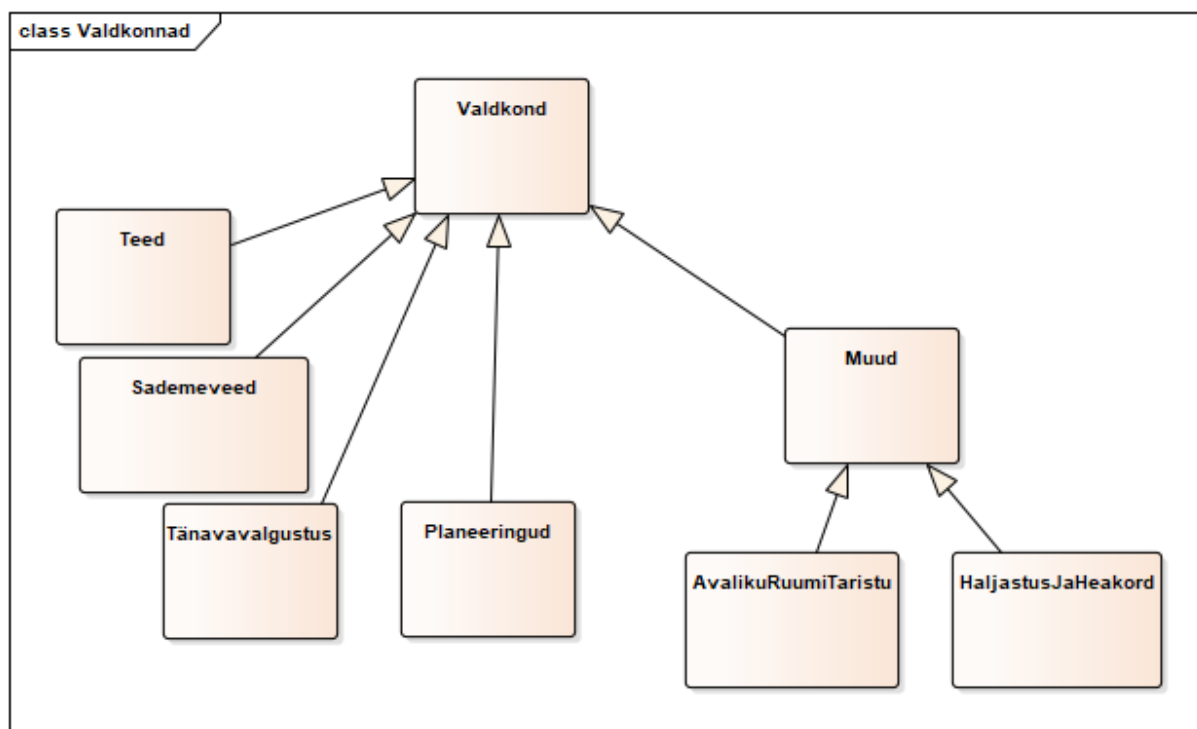 class Valdkonnad
Valdkond
Teed
Muud
Sademeveed
Tänavavalgustus
Planeeringud
AvalikuRuumiTaristu
HaljastusJaHeakord